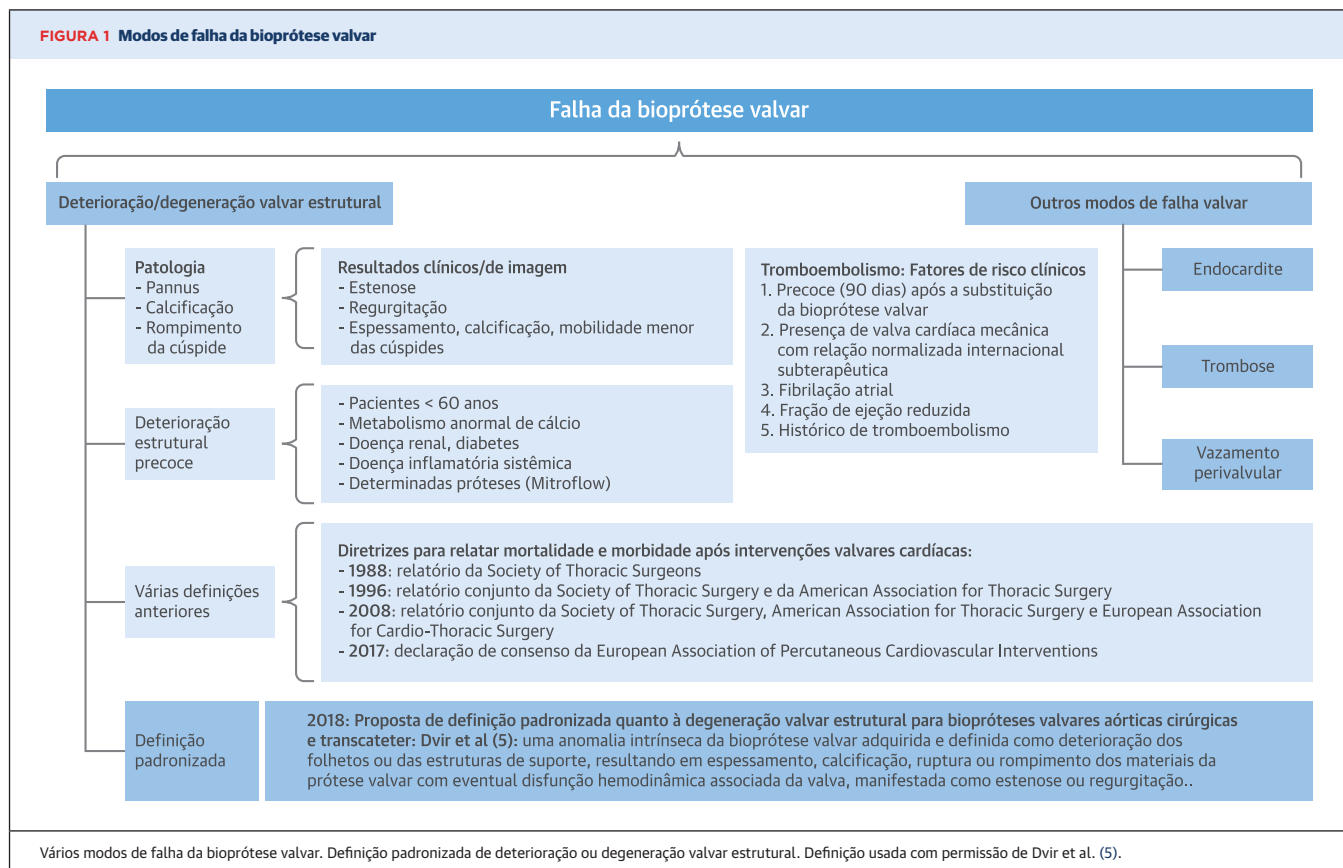 FIGURA 1 Modos de falha da bioprótese valvar
Falha da bioprótese valvar
Deterioração/degeneração valvar estrutural
Patologia
- Pannus
- Calcificação
- Rompimento
da cúspide
Resultados clínicos/de imagem
- Estenose
- Regurgitação
- Espessamento, calcificação, mobilidade menor
das cúspides
Deterioração
estrutural
precoce
- Pacientes < 60 anos
- Metabolismo anormal de cálcio
- Doença renal, diabetes
- Doença inflamatória sistêmica
- Determinadas próteses (Mitroflow)
Tromboembolismo: Fatores de risco clínicos
1. Precoce (90 dias) após a substituição
da bioprótese valvar
2. Presença de valva cardíaca mecânica
com relação normalizada internacional
subterapêutica
3. Fibrilação atrial
4. Fração de ejeção reduzida
5. Histórico de tromboembolismo
Outros modos de falha valvar
Endocardite
Trombose
Vazamento
perivalvular
Várias definições
anteriores
Diretrizes para relatar mortalidade e morbidade após intervenções valvares cardíacas:
- 1988: relatório da Society of Thoracic Surgeons
- 1996: relatório conjunto da Society of Thoracic Surgery e da American Association for Thoracic Surgery
- 2008: relatório conjunto da Society of Thoracic Surgery, American Association for Thoracic Surgery e European Association
for Cardio-Thoracic Surgery
- 2017: declaração de consenso da European Association of Percutaneous Cardiovascular Interventions
Definição
padronizada
2018: Proposta de definição padronizada quanto à degeneração valvar estrutural para biopróteses valvares aórticas cirúrgicas
e transcateter: Dvir et al (5): uma anomalia intrínseca da bioprótese valvar adquirida e definida como deterioração dos
folhetos ou das estruturas de suporte, resultando em espessamento, calcificação, ruptura ou rompimento dos materiais da
prótese valvar com eventual disfunção hemodinâmica associada da valva, manifestada como estenose ou regurgitação..
Vários modos de falha da bioprótese valvar. Definição padronizada de deterioração ou degeneração valvar estrutural. Definição usada com permissão de Dvir et al. (5).